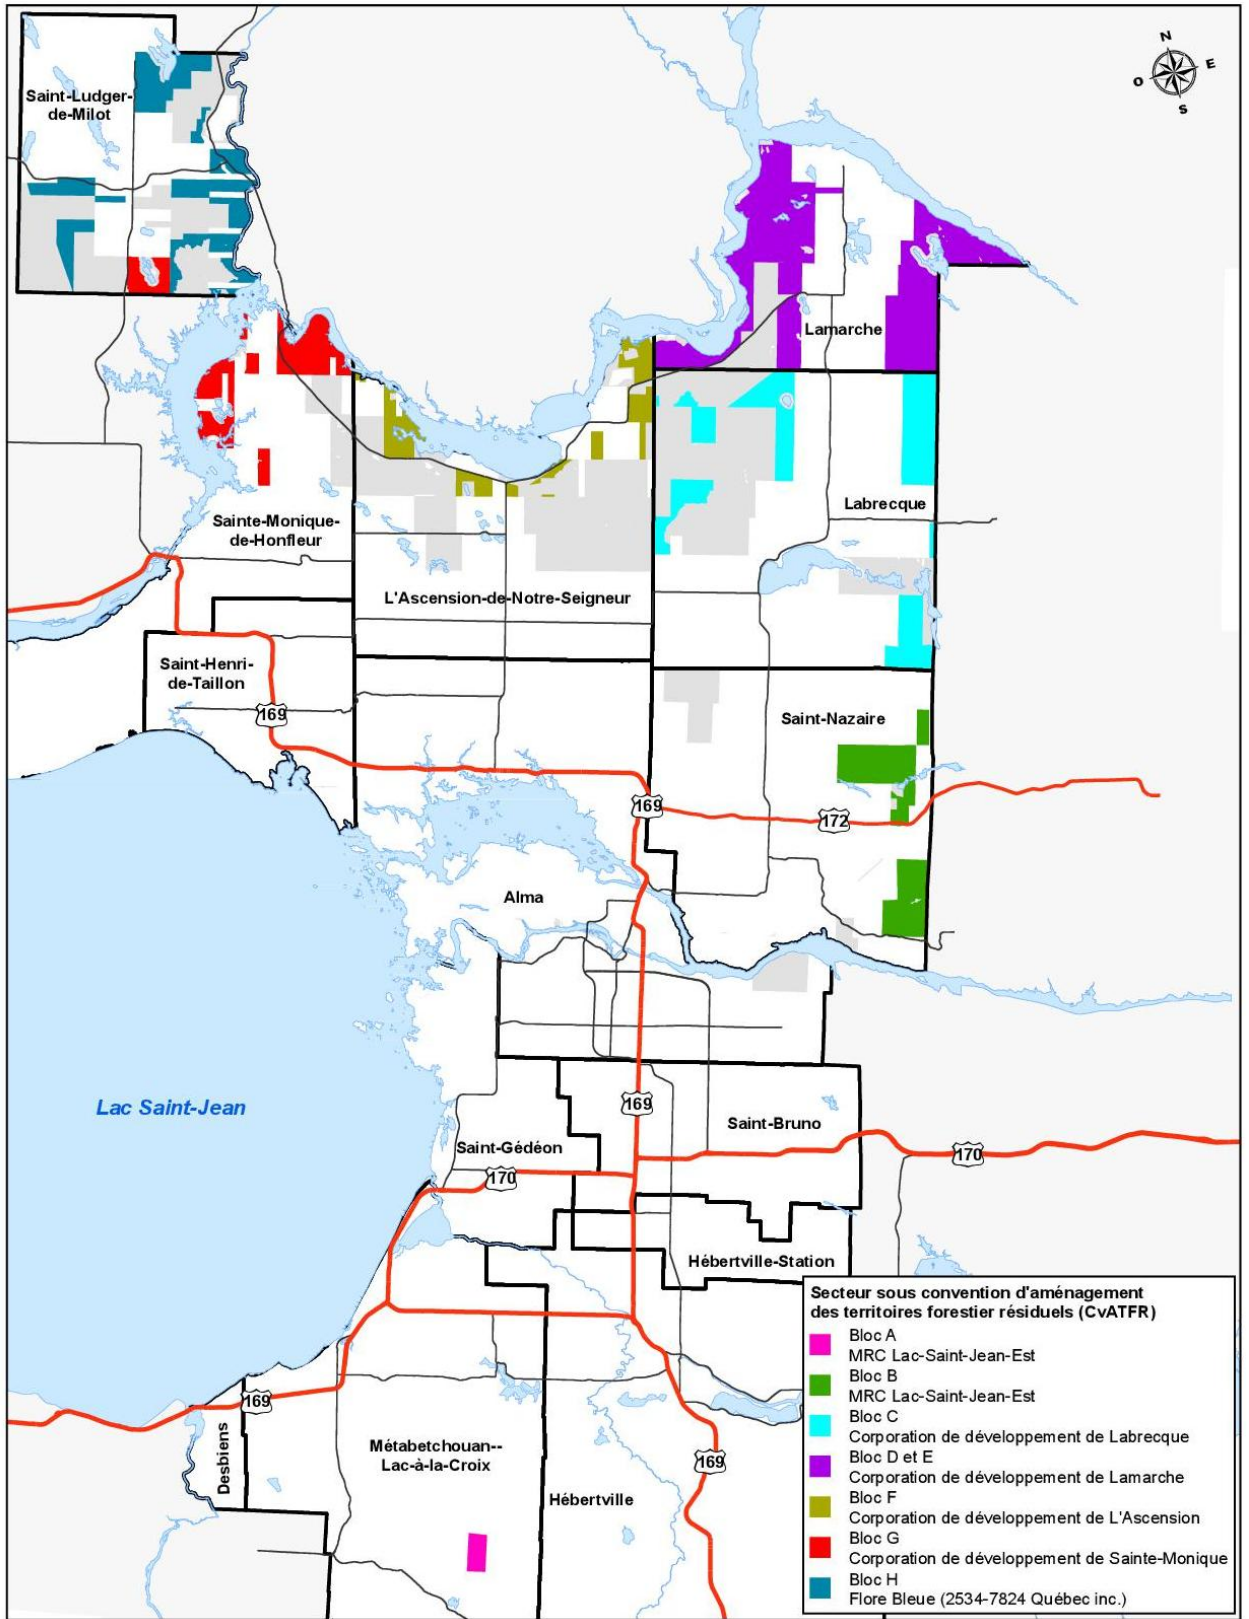 N
E
O
S
Saint-Ludger-
de-Milot
Lamarche
Labrecque
Sainte-Monique-
de-Honfleur
L'Ascension-de-Notre-Seigneur
Saint-Henri-
de-Taillon
169
Saint-Nazaire
169
172
Alma
Lac Saint-Jean
169
Saint-Bruno
Saint-Gédéon
170
170
Hébertville-Station
169
Desbiens
Métabetchouan--
Lac-à-la-Croix
169
Hébertville
Secteur sous convention d'aménagement
des territoires forestier résiduels (CvATFR)
Bloc A
MRC Lac-Saint-Jean-Est
Bloc B
MRC Lac-Saint-Jean-Est
Bloc C
Corporation de développement de Labrecque
Bloc D et E
Corporation de développement de Lamarche
Bloc F
Corporation de développement de L'Ascension
Bloc G
Corporation de développement de Sainte-Monique
Bloc H
Flore Bleue (2534-7824 Québec inc.)